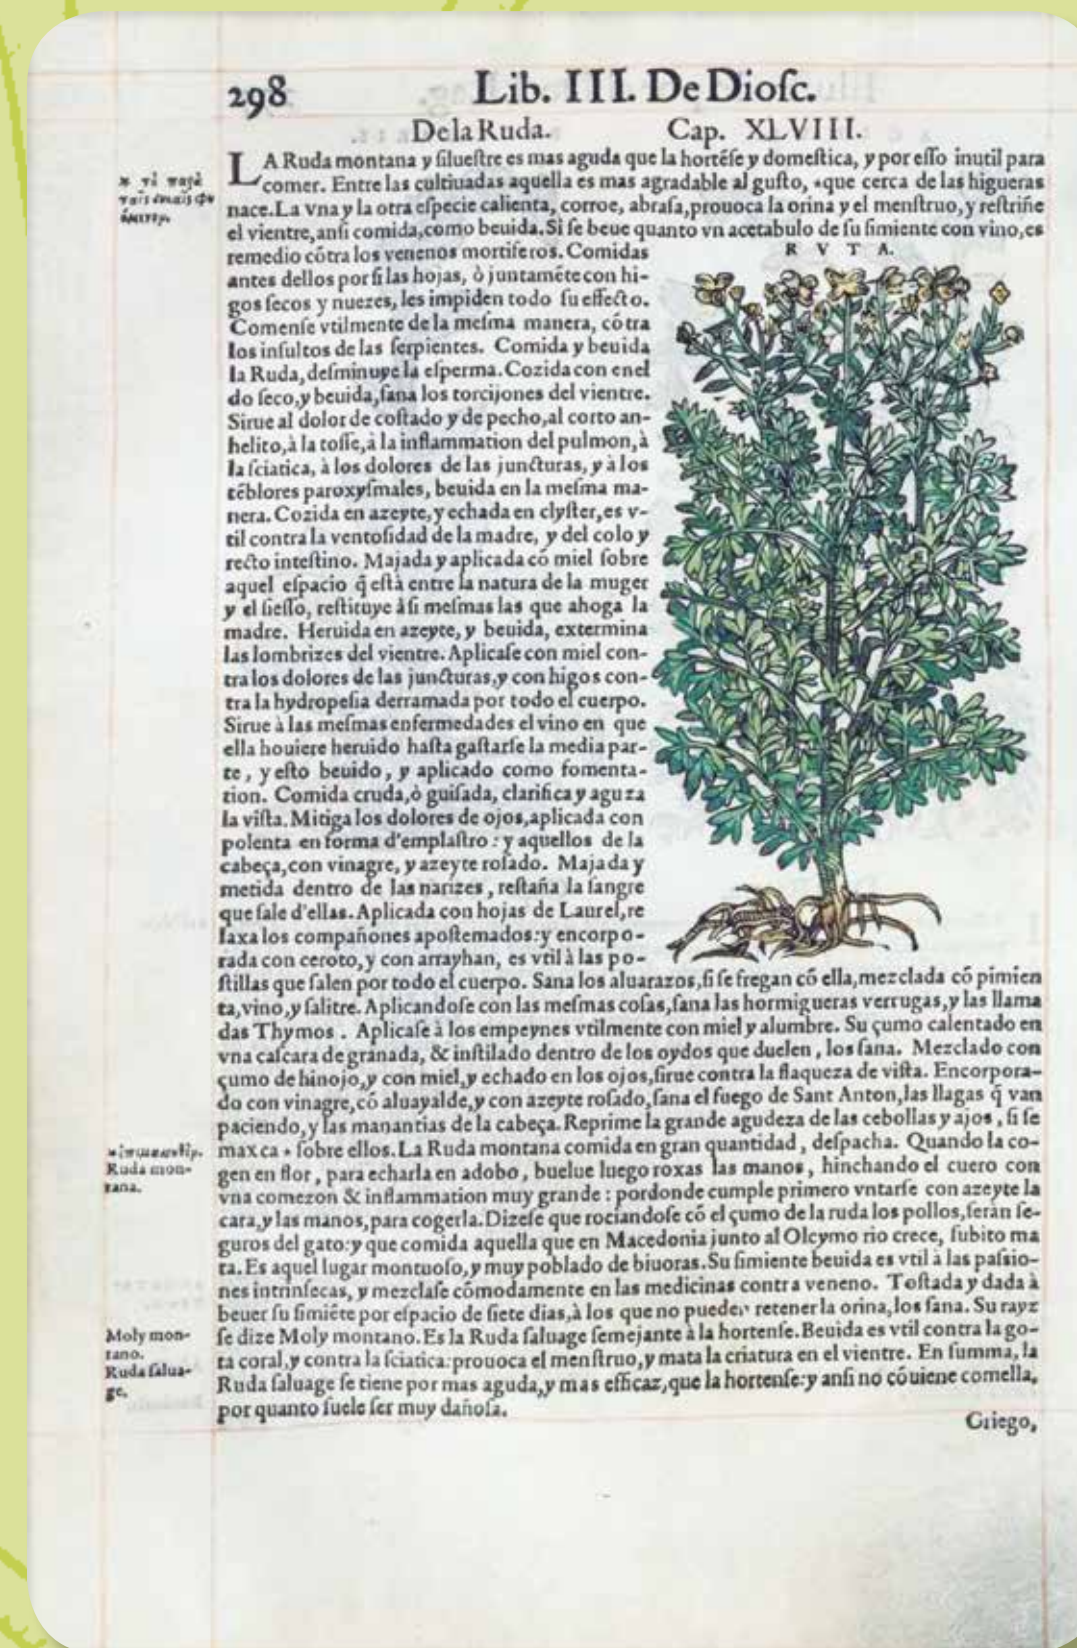 298
Lib. III. De Dioſc.
De la Ruda.
Cap. XLVIII.
LA Ruda montana y ſilueſtre es mas aguda que la hortēſe y domeſtica, y por eſſo inutil para
comer. Entre las cultiuadas aquella es mas agradable al guſto, *que cerca de las higueras
nace. La vna y la otra eſpecie calienta, corroe, abraſa, prouoca la orina y el menſtruo, y reſtriñe
el vientre, anſi comida, como beuida. Si ſe beue quanto vn acetabulo de ſu ſimiente con vino, es
remedio cōtra los venenos mortiferos. Comidas
antes dellos por ſi las hojas, ò juntamēte con hi-
gos ſecos y nuezes, les impiden todo ſu effecto.
Comenſe vtilmente de la meſma manera, cōtra
los inſultos de las ſerpientes. Comida y beuida
la Ruda, deſminuye la eſperma. Cozida con enel
do ſeco, y beuida, ſana los torcijones del vientre.
Sirue al dolor de coſtado y de pecho, al corto an-
helito, à la toſſe, à la inflammation del pulmon, à
la ſciatica, à los dolores de las juncturas, y à los
tēblores paroxyſmales, beuida en la meſma ma-
nera. Cozida en azeyte, y echada en clyſter, es v-
til contra la ventoſidad de la madre, y del colo y
recto inteſtino. Majada y aplicada cō miel ſobre
aquel eſpacio q̄ eſtà entre la natura de la muger
y el ſieſſo, reſtituye à ſi meſmas las que ahoga la
madre. Heruida en azeyte, y beuida, extermina
las lombrizes del vientre. Aplicaſe con miel con-
tra los dolores de las juncturas, y con higos con-
tra la hydropeſia derramada por todo el cuerpo.
Sirue à las meſmas enfermedades el vino en que
ella houiere heruido haſta gaſtarſe la media par-
te, y eſto beuido, y aplicado como fomenta-
tion. Comida cruda, ò guiſada, clarifica y aguza
la viſta. Mitiga los dolores de ojos, aplicada con
polenta en forma d'emplaſtro: y aquellos de la
cabeça, con vinagre, y azeyte roſado. Majada y
metida dentro de las narizes, reſtaña la ſangre
que ſale d'ellas. Aplicada con hojas de Laurel, re
laxa los compañones apoſtemados: y encorpo-
rada con ceroto, y con arrayhan, es vtil à las po-
R V T A.
ſtillas que ſalen por todo el cuerpo. Sana los aluarazos, ſi ſe fregan cō ella, mezclada cō pimien
ta, vino, y ſalitre. Aplicandoſe con las meſmas coſas, ſana las hormigueras verrugas, y las llama
das Thymos. Aplicaſe à los empeynes vtilmente con miel y alumbre. Su çumo calentado en
vna caſcara de granada, & inſtilado dentro de los oydos que duelen, los ſana. Mezclado con
çumo de hinojo, y con miel, y echado en los ojos, ſirue contra la flaqueza de viſta. Encorpora-
do con vinagre, cō aluayalde, y con azeyte roſado, ſana el fuego de Sant Anton, las llagas q̄ van
paciendo, y las manantias de la cabeça. Reprime la grande agudeza de las cebollas y ajos, ſi ſe
maxca * ſobre ellos. La Ruda montana comida en gran quantidad, deſpacha. Quando la co-
gen en flor, para echarla en adobo, buelue luego roxas las manos, hinchando el cuero con
vna comezon & inflammation muy grande: pordonde cumple primero vntarſe con azeyte la
cara, y las manos, para cogerla. Dizeſe que rociandoſe cō el çumo de la ruda los pollos, ſerán ſe-
guros del gato: y que comida aquella que en Macedonia junto al Olcymo rio crece, ſubito ma
ta. Es aquel lugar montuoſo, y muy poblado de biuoras. Su ſimiente beuida es vtil à las paſsio-
nes intrinſecas, y mezclaſe cōmodamente en las medicinas contra veneno. Toſtada y dada à
beuer ſu ſimiēte por eſpacio de ſiete dias, à los que no pueden retener la orina, los ſana. Su rayz
ſe dize Moly montano. Es la Ruda ſaluage ſemejante à la hortenſe. Beuida es vtil contra la go-
ta coral, y contra la ſciatica: prouoca el menſtruo, y mata la criatura en el vientre. En ſumma, la
Ruda ſaluage ſe tiene por mas aguda, y mas efficaz, que la hortenſe: y anſi no cōuiene comella,
por quanto ſuele ſer muy dañoſa.
Griego,
Ruda mon-
tana.
Moly mon-
tano.
Ruda ſalua-
ge.